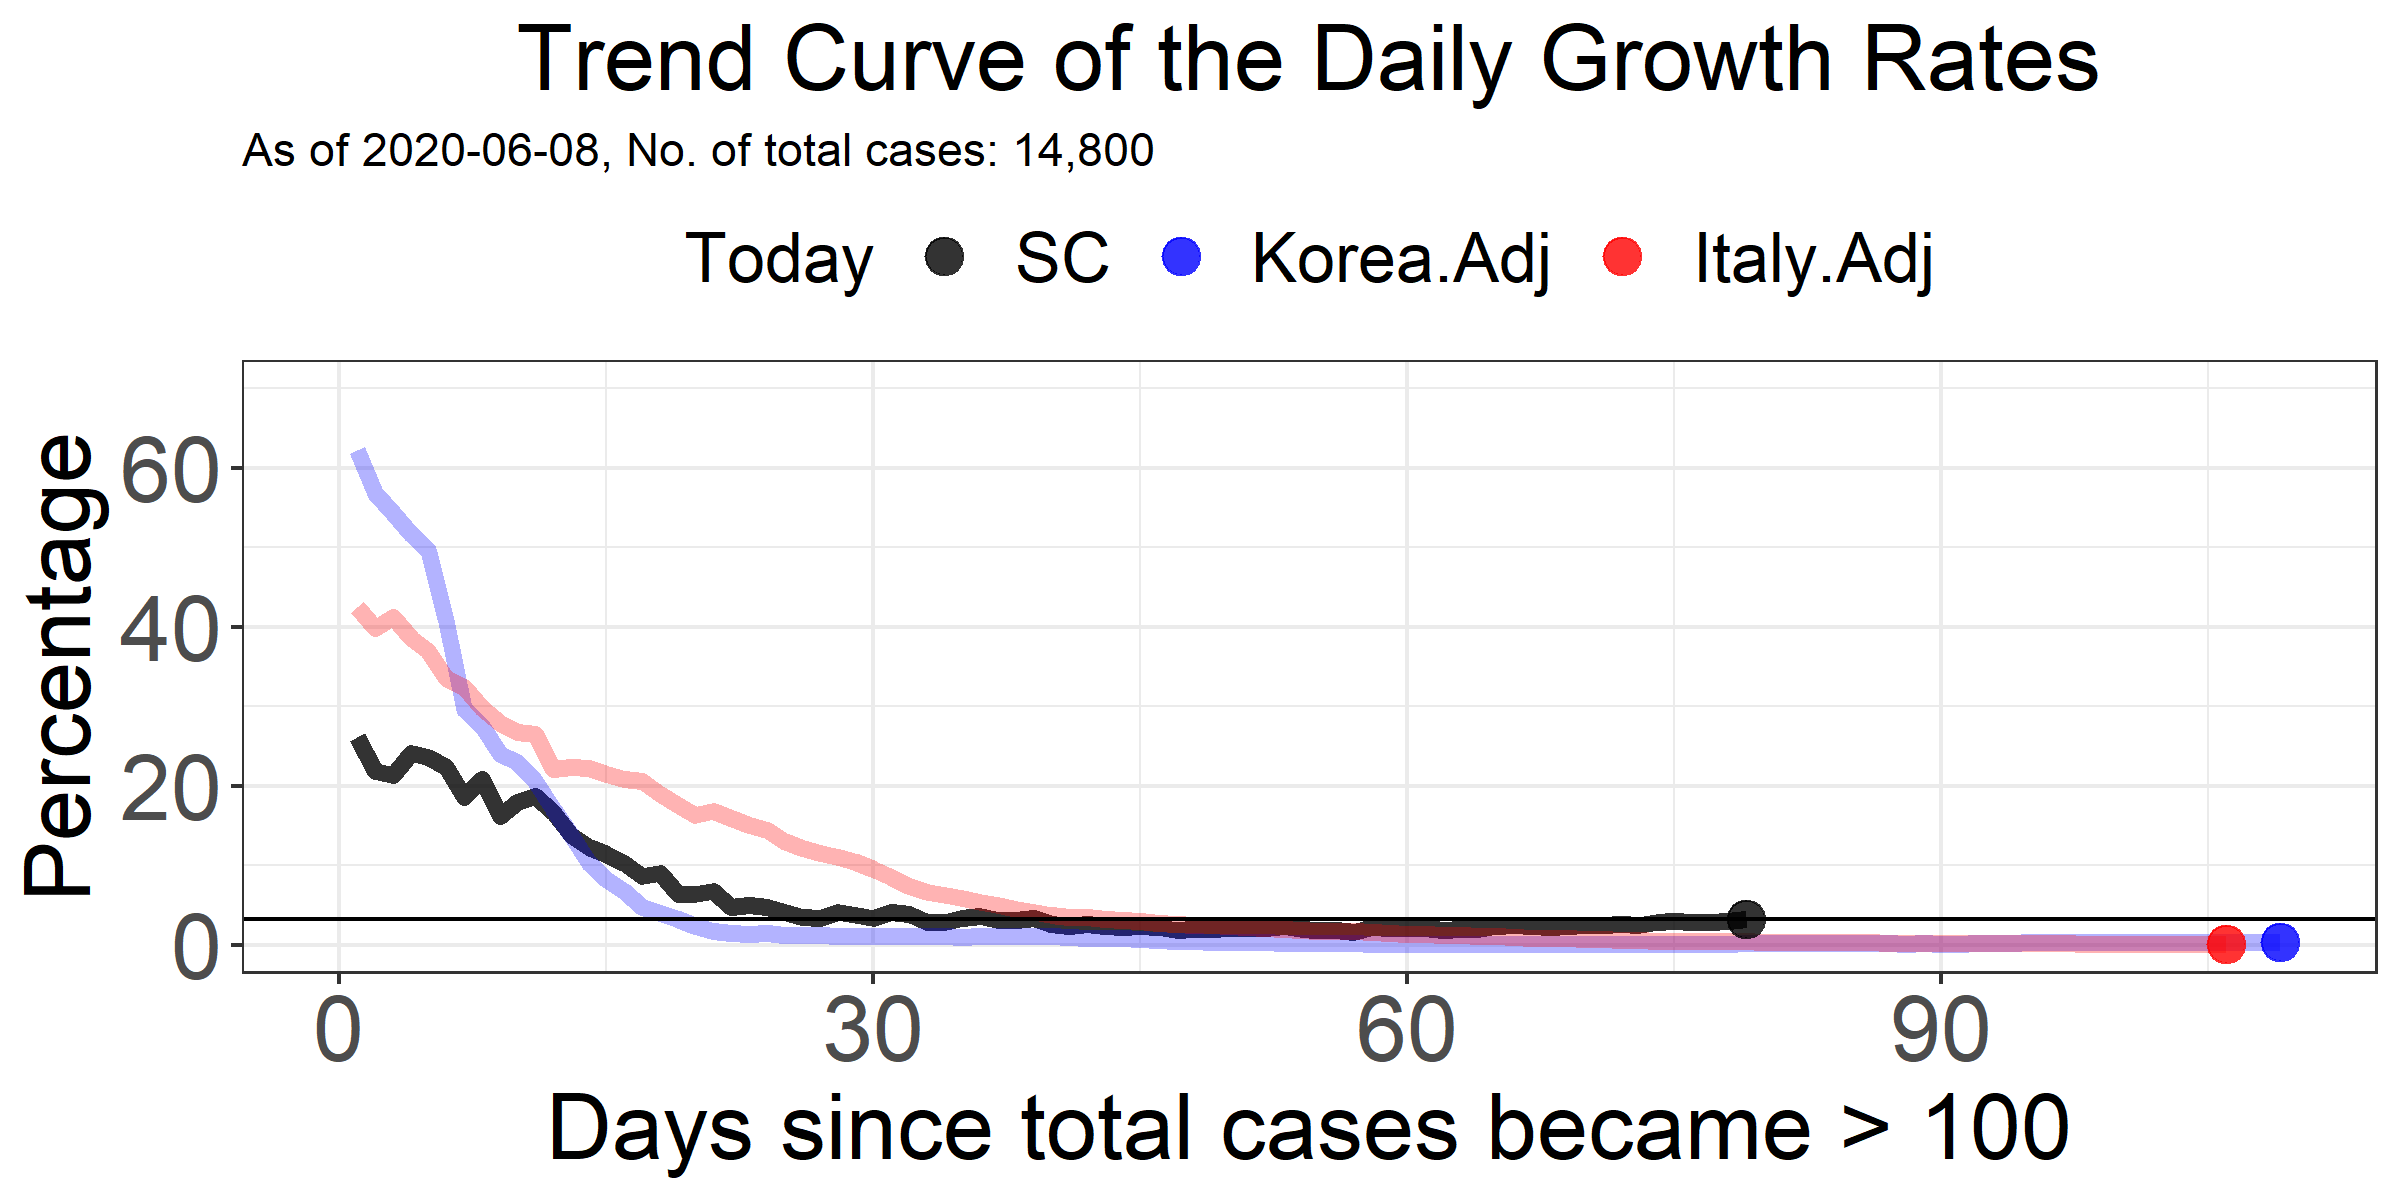 Trend Curve of the Daily Growth Rates
As of 2020-06-08, No. of total cases: 14,800
Today SC Korea.Adj Italy.Adj
Percentage
60
40
20
0
0 30 60 90
Days since total cases became > 100